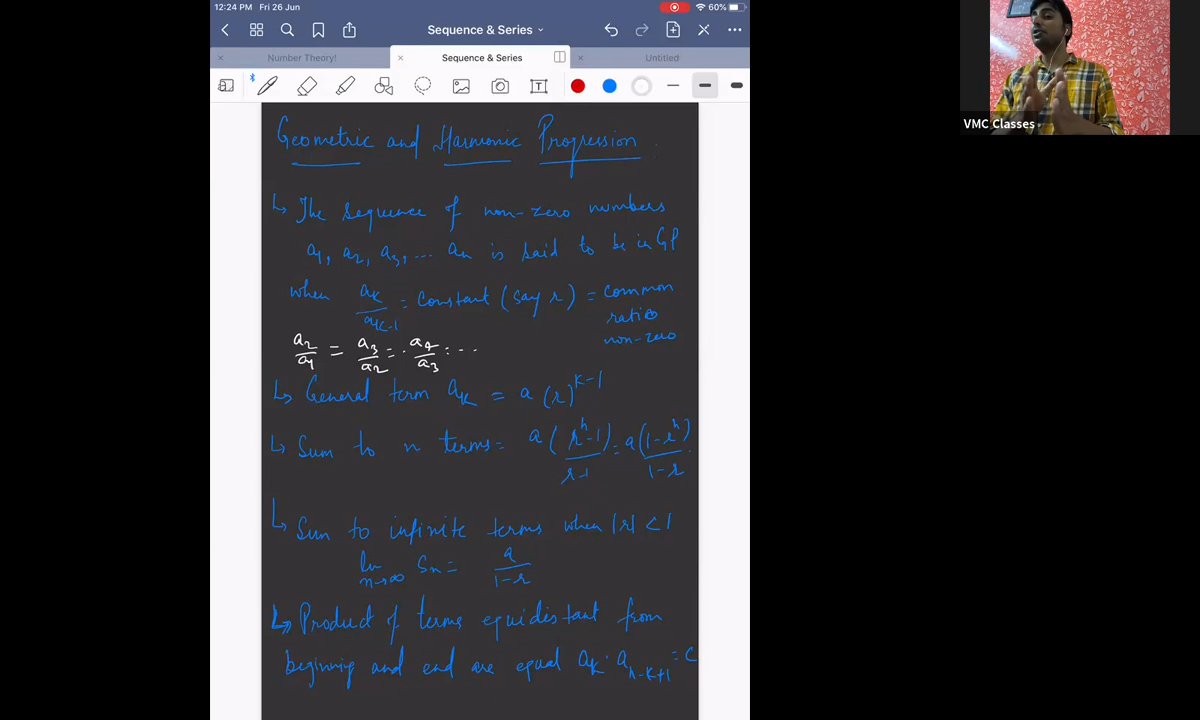 12:24 PM Fri 26 Jun
60%
Sequence & Series
Number Theory!
Sequence & Series
Untitled
T
VMC Classes
Geometric and Harmonic Progression
↳ The sequence of non-zero numbers
a1, a2, a3, ... an is said to be in GP
when ak/ak-1 = constant (say r) = common ratio non-zero
a2/a1 = a3/a2 = a4/a3 = ...
↳ General term ak = a (r)^k-1
↳ Sum to n terms = a (r^n-1/r-1) = a (1-r^n/1-r)
↳ Sum to infinite terms when |r| < 1
lim n→∞ Sn = a/1-r
↳ Product of terms equidistant from
beginning and end are equal ak . an-k+1 = C